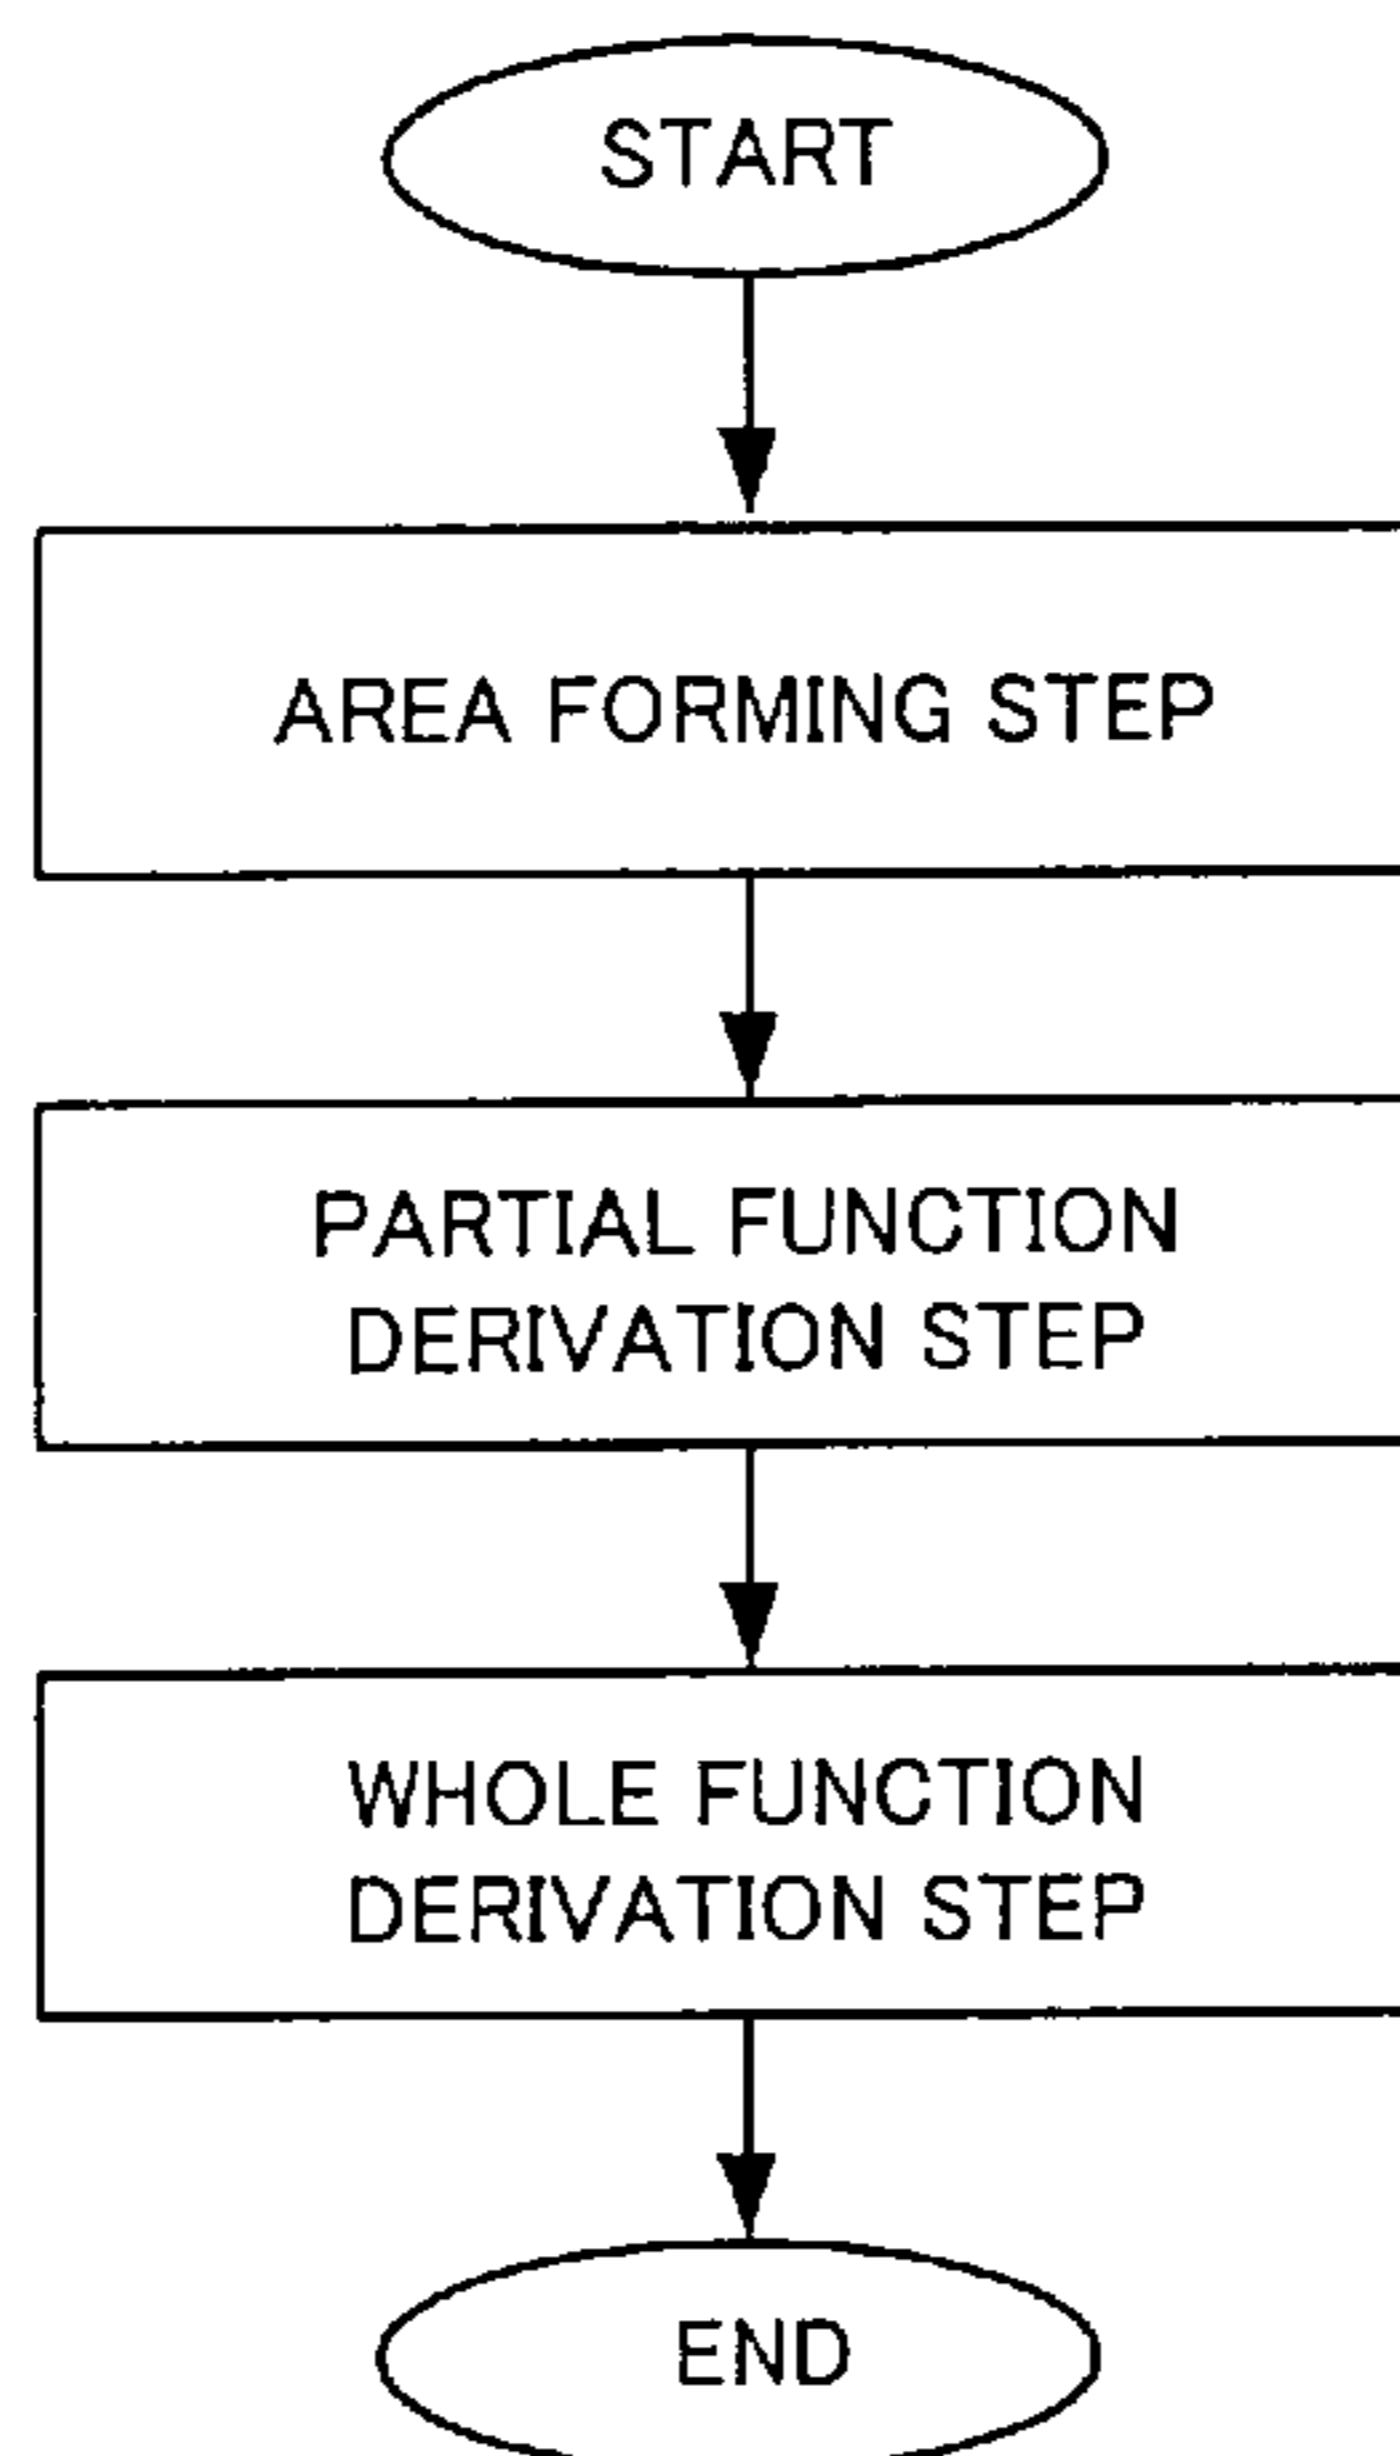 START
AREA FORMING STEP
PARTIAL FUNCTION
DERIVATION STEP
WHOLE FUNCTION
DERIVATION STEP
END